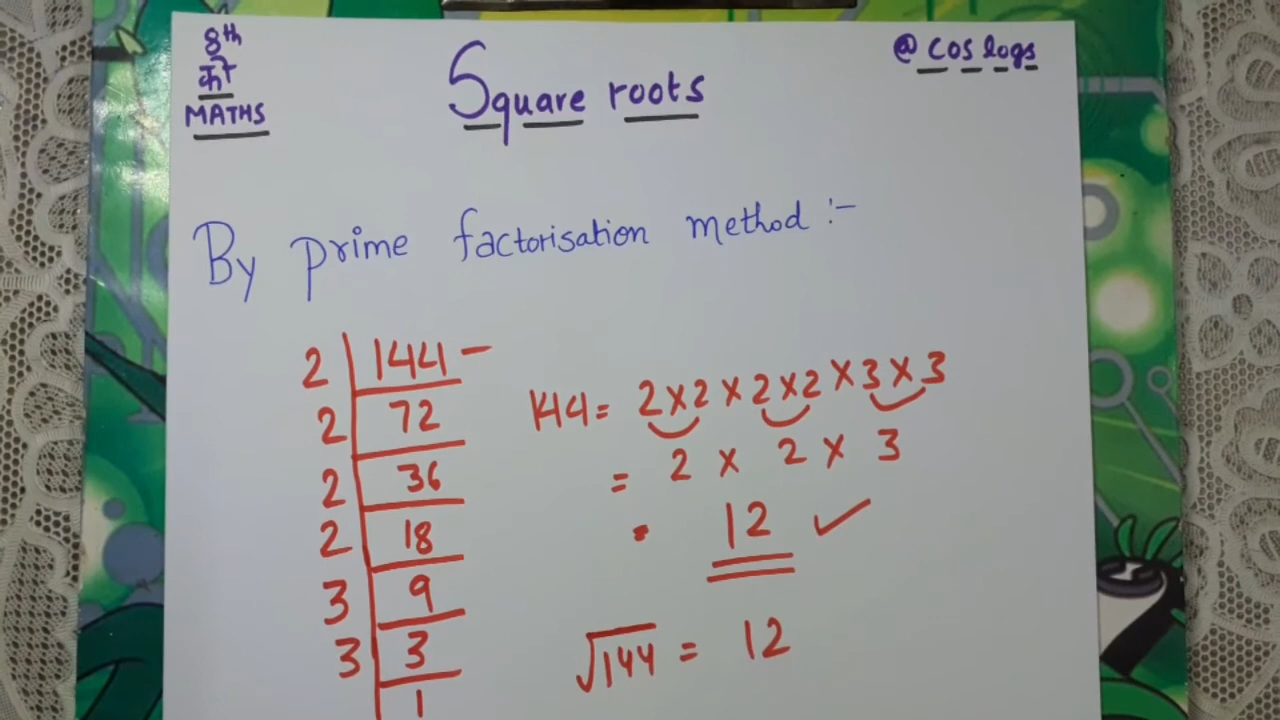 8th
की
MATHS
Square roots
@ cos logs
By prime factorisation method :-
2 | 144 –
2 | 72
2 | 36
2 | 18
3 | 9
3 | 3
1
144 = 2 × 2 × 2 × 2 × 3 × 3
= 2 × 2 × 3
12 ✓
√144 = 12